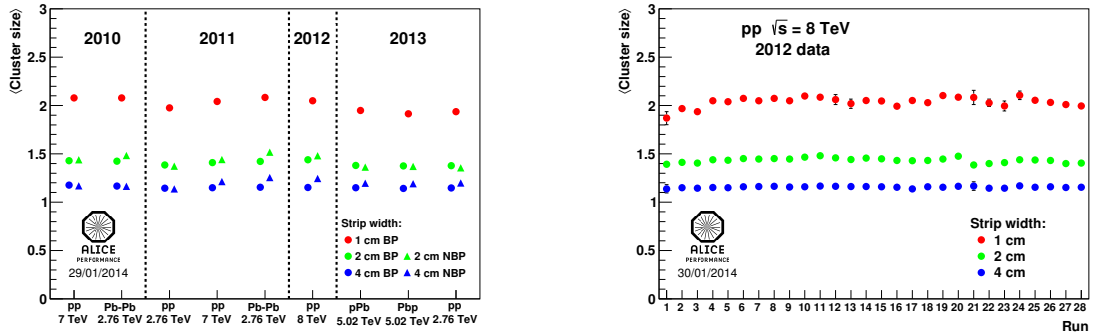 ⟨Cluster size⟩
3
2.5
2
1.5
1
0.5
0
2010
2011
2012
2013
ALICE
PERFORMANCE
29/01/2014
Strip width:
1 cm BP
2 cm BP 2 cm NBP
4 cm BP 4 cm NBP
pp Pb-Pb pp pp Pb-Pb pp pPb Pbp pp
7 TeV 2.76 TeV 2.76 TeV 7 TeV 2.76 TeV 8 TeV 5.02 TeV 5.02 TeV 2.76 TeV
⟨Cluster size⟩
3
2.5
2
1.5
1
0.5
0
pp √s = 8 TeV
2012 data
ALICE
PERFORMANCE
30/01/2014
Strip width:
1 cm
2 cm
4 cm
1 2 3 4 5 6 7 8 9 10 11 12 13 14 15 16 17 18 19 20 21 22 23 24 25 26 27 28
Run